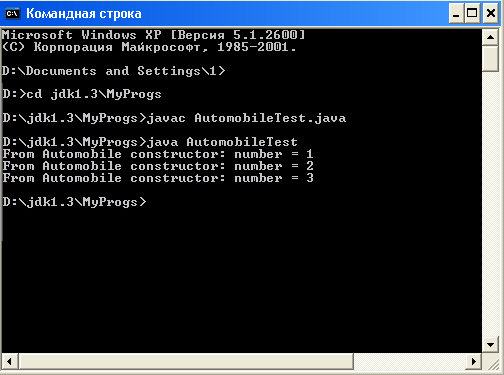 Командная строка
Microsoft Windows XP [Версия 5.1.2600]
(С) Корпорация Майкрософт, 1985-2001.
D:\Documents and Settings\1>
D:>cd jdk1.3\MyProgs
D:\jdk1.3\MyProgs>javac AutomobileTest.java
D:\jdk1.3\MyProgs>java AutomobileTest
From Automobile constructor: number = 1
From Automobile constructor: number = 2
From Automobile constructor: number = 3
D:\jdk1.3\MyProgs>